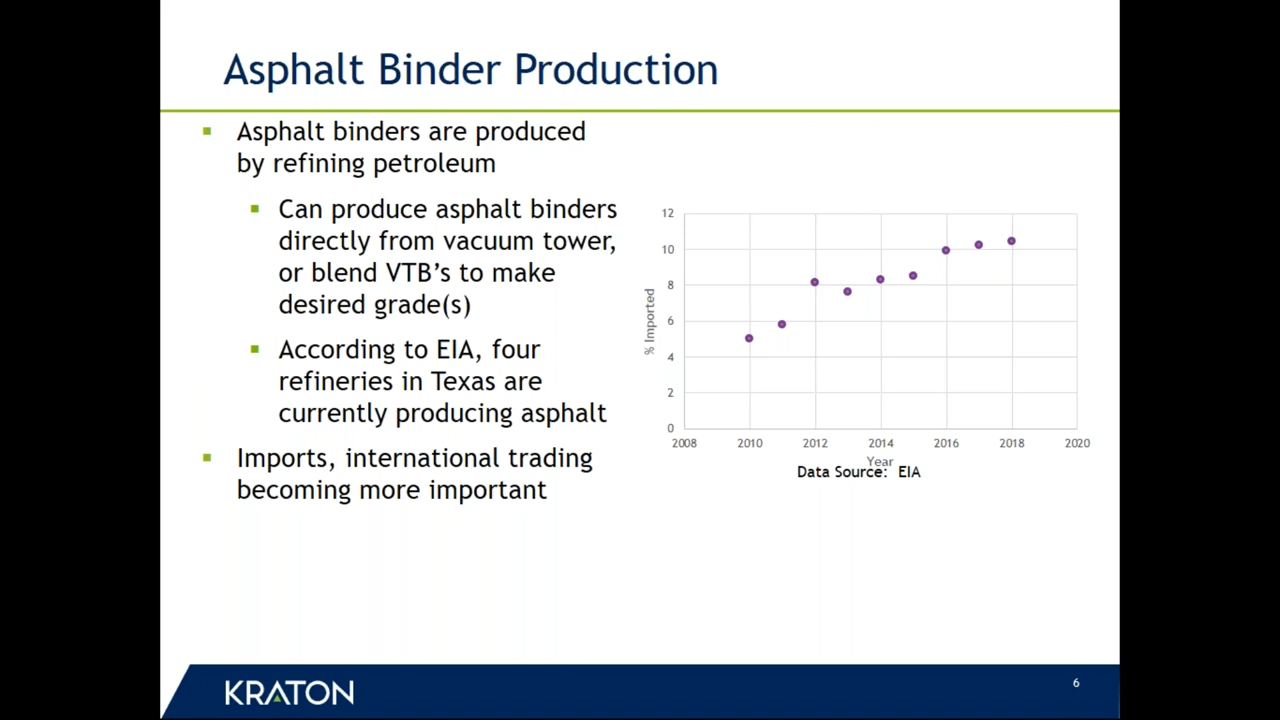 Asphalt Binder Production
Asphalt binders are produced
by refining petroleum
Can produce asphalt binders
directly from vacuum tower,
or blend VTB’s to make
desired grade(s)
According to EIA, four
refineries in Texas are
currently producing asphalt
Imports, international trading
becoming more important
% Imported
12
10
8
6
4
2
0
2008 2010 2012 2014 2016 2018 2020
Year
Data Source: EIA
KRATON
6